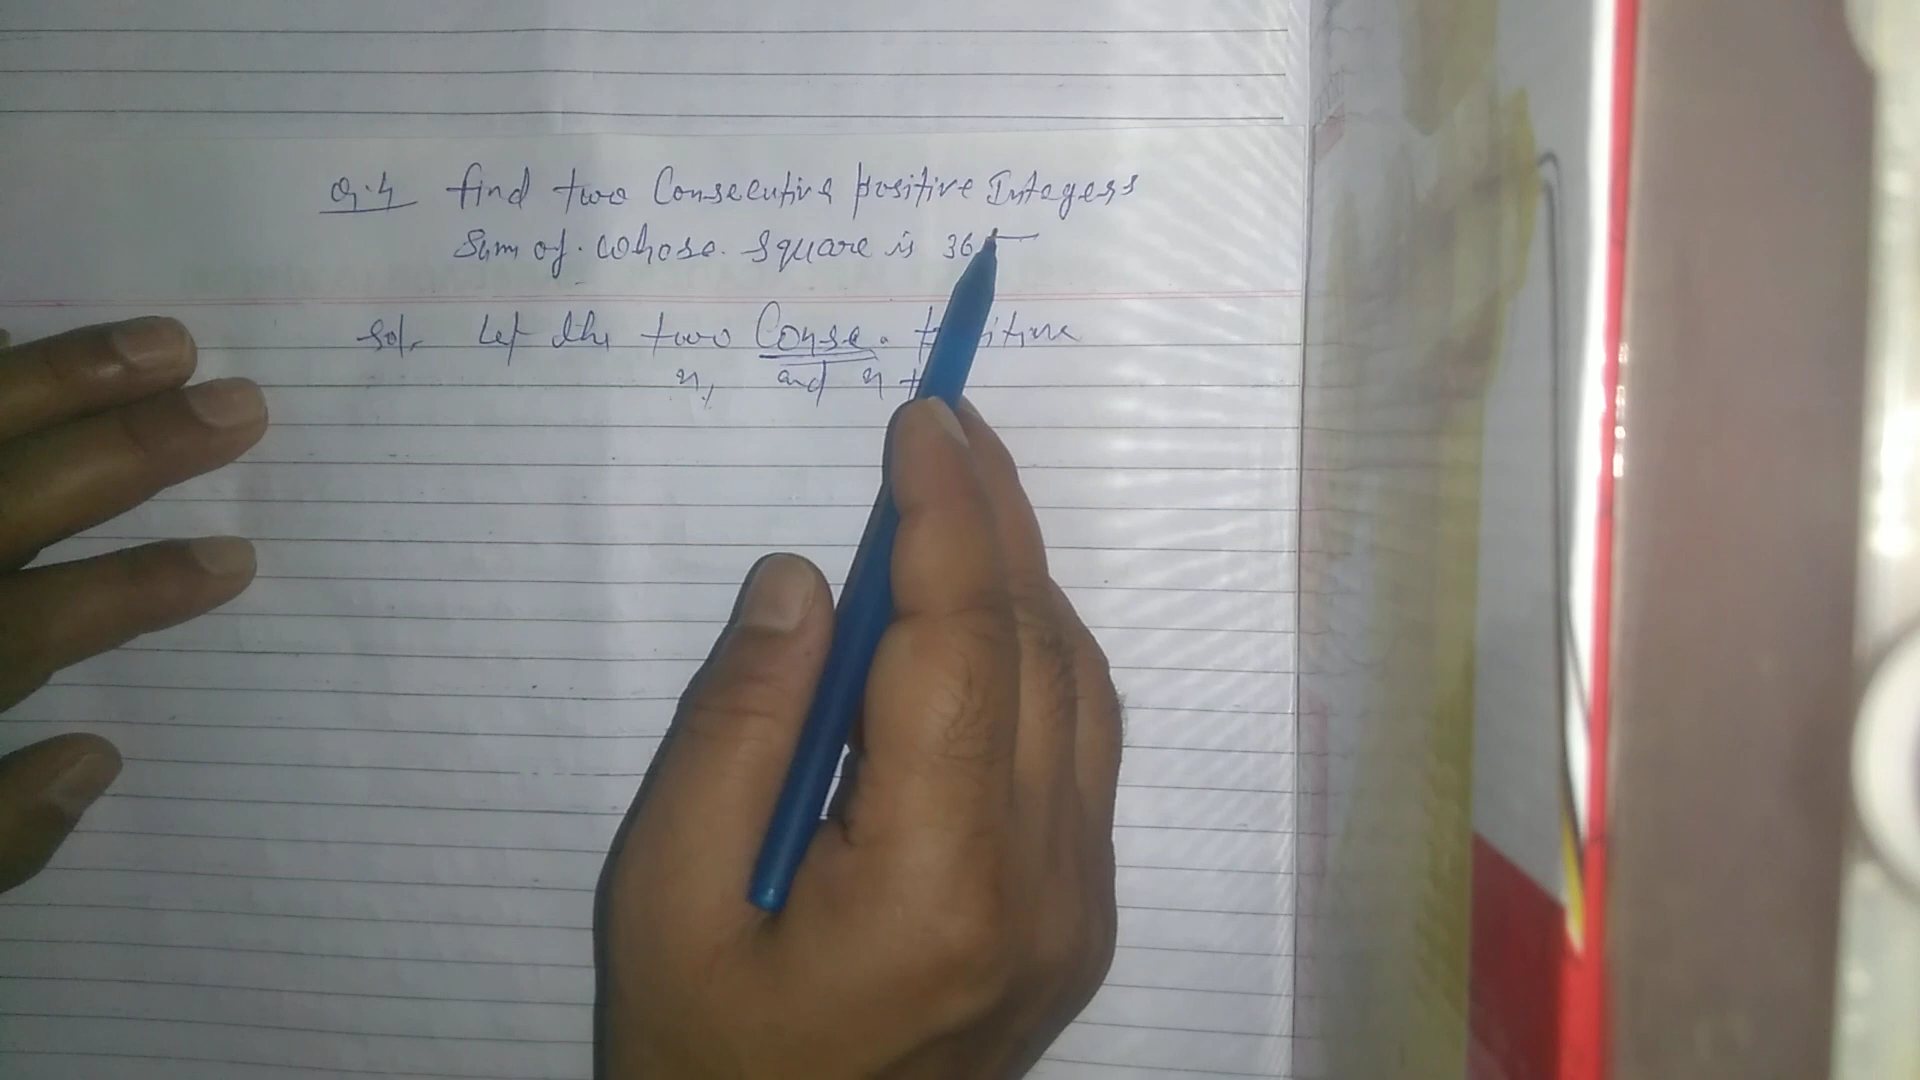 Q.4 find two Consecutive positive Integers
Sum of. whose. Square is 36
Sol. Let the two Conse.
x, and x +